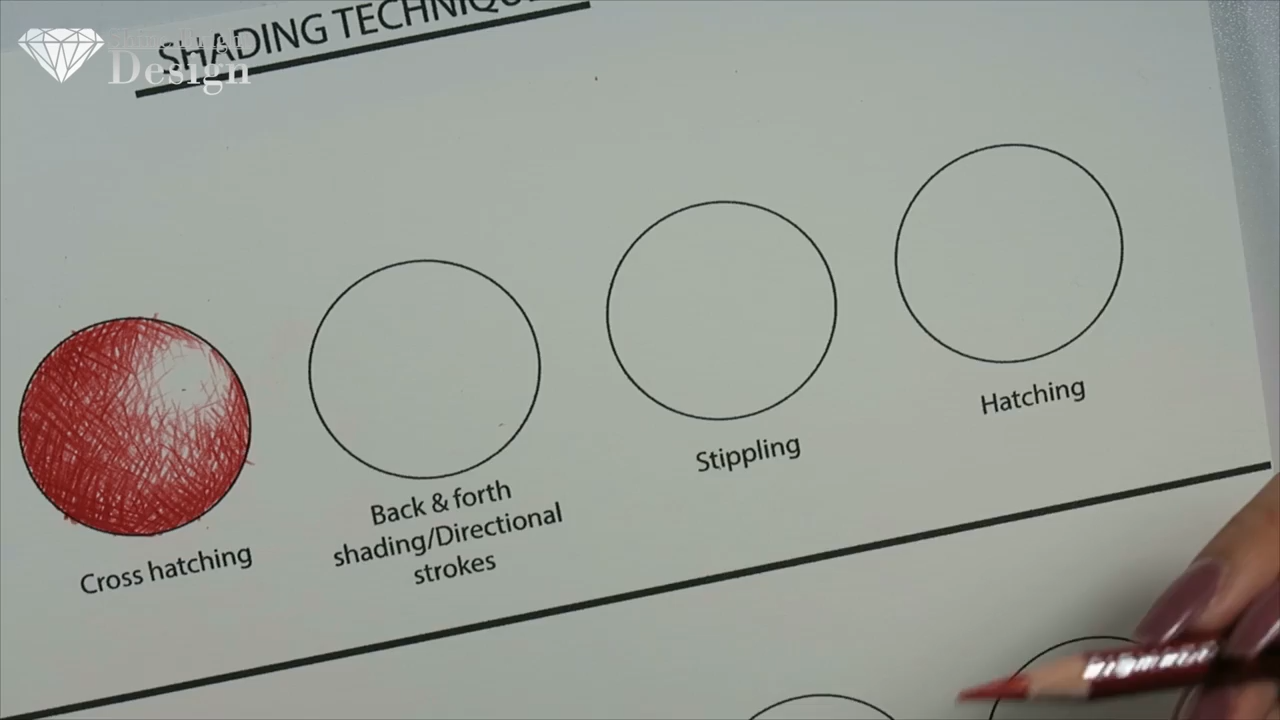 SHADING TECHNIQU
Design
Cross hatching
Back & forth
shading/Directional
strokes
Stippling
Hatching